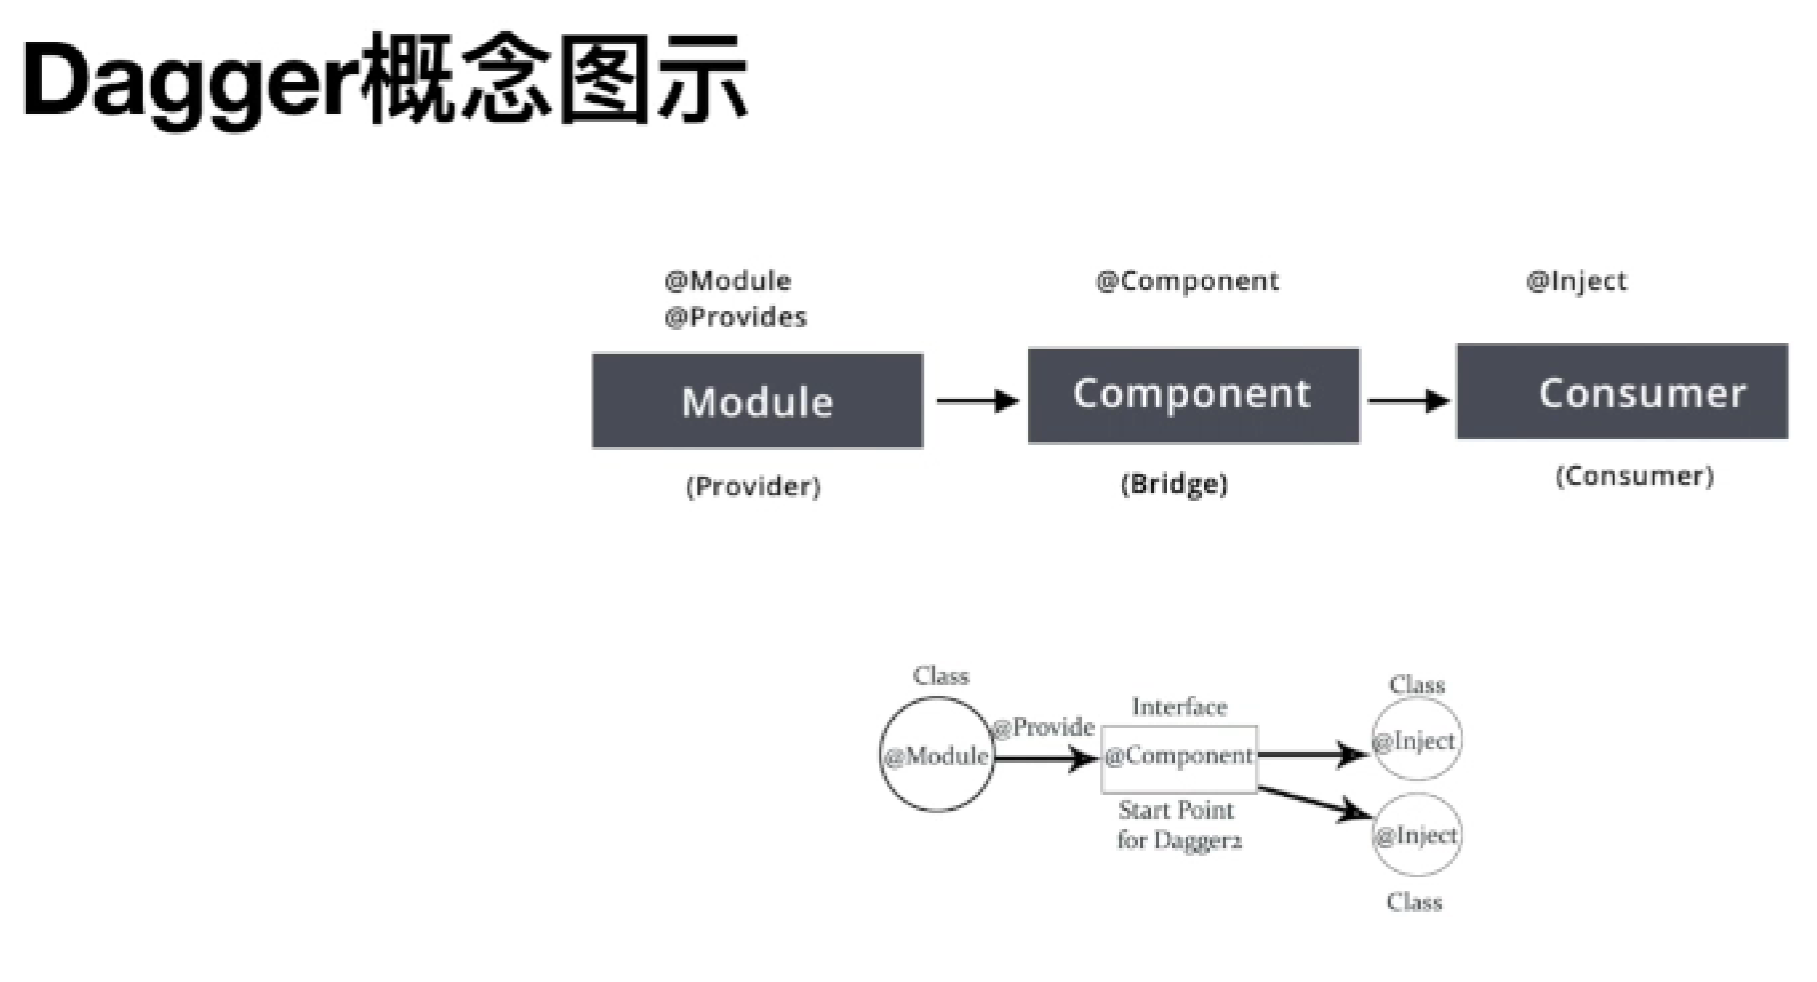 Dagger概念图示
@Module
@Provides
@Component
@Inject
Module
Component
Consumer
(Provider)
(Bridge)
(Consumer)
Class
@Module
@Provide
Interface
@Component
Start Point
for Dagger2
Class
@Inject
@Inject
Class